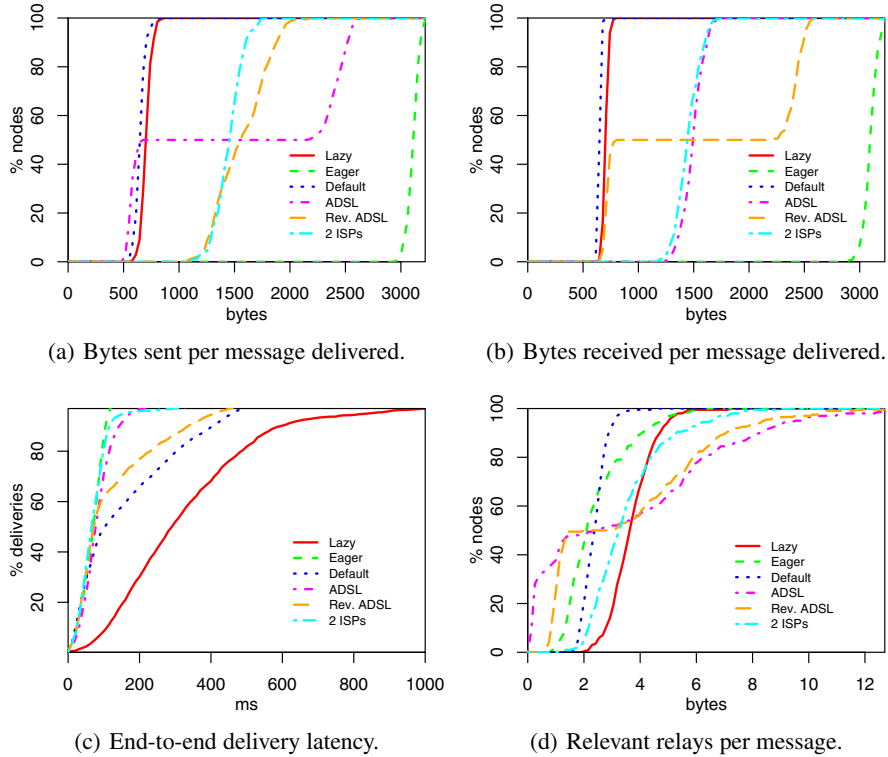 % nodes
0 20 40 60 80 100
Lazy
Eager
Default
ADSL
Rev. ADSL
2 ISPs
0 500 1000 1500 2000 2500 3000
bytes
(a) Bytes sent per message delivered.
% nodes
0 20 40 60 80 100
Lazy
Eager
Default
ADSL
Rev. ADSL
2 ISPs
0 500 1000 1500 2000 2500 3000
bytes
(b) Bytes received per message delivered.
% deliveries
20 40 60 80
Lazy
Eager
Default
ADSL
Rev. ADSL
2 ISPs
0 200 400 600 800 1000
ms
(c) End-to-end delivery latency.
% nodes
0 20 40 60 80 100
Lazy
Eager
Default
ADSL
Rev. ADSL
2 ISPs
0 2 4 6 8 10 12
bytes
(d) Relevant relays per message.